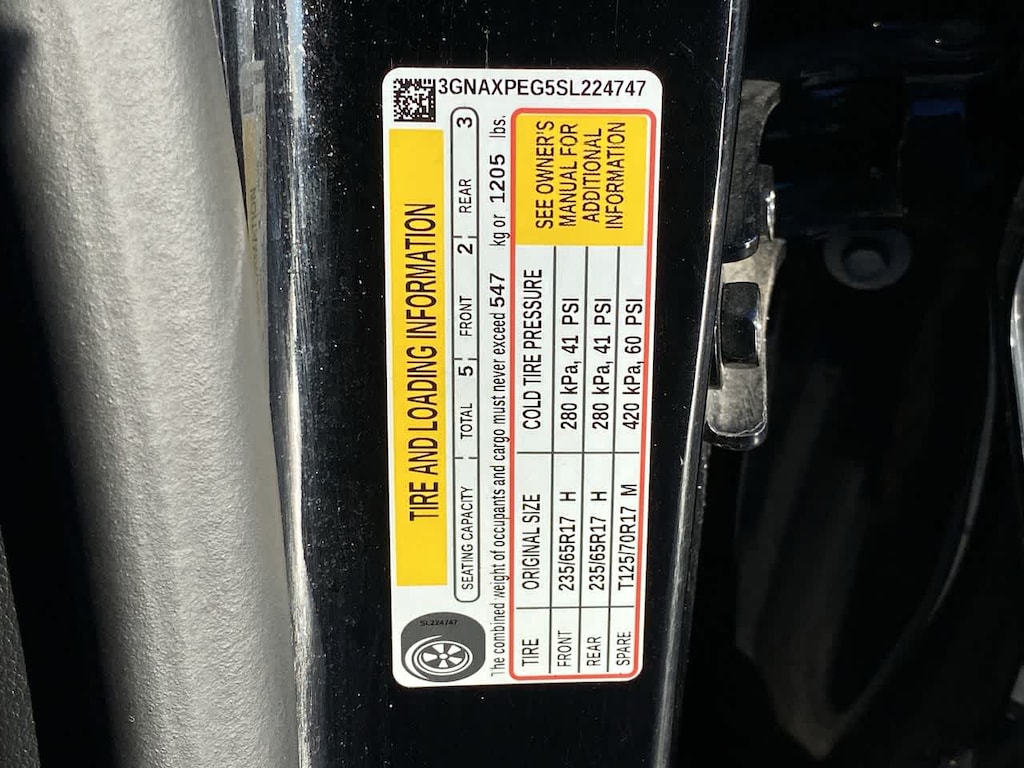 3GNAXPEG5SL224747
TIRE AND LOADING INFORMATION
SEATING CAPACITY TOTAL 5 FRONT 2 REAR 3
The combined weight of occupants and cargo must never exceed 547 kg or 1205 lbs.
TIRE ORIGINAL SIZE COLD TIRE PRESSURE
FRONT 235/65R17 H 280 kPa, 41 PSI
REAR 235/65R17 H 280 kPa, 41 PSI
SPARE T125/70R17 M 420 kPa, 60 PSI
SEE OWNER'S
MANUAL FOR
ADDITIONAL
INFORMATION
SL224747